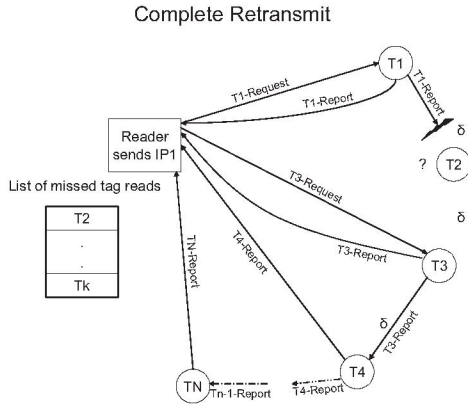 Complete Retransmit
T1
T1-Request
T1-Report
T1-Report
δ
Reader
sends IP1
? T2
List of missed tag reads
T3-Request
δ
T2
.
.
Tk
TN-Report
T4-Report
T3-Report
T3
δ
T3-Report
T4
TN
Tn-1-Report
T4-Report